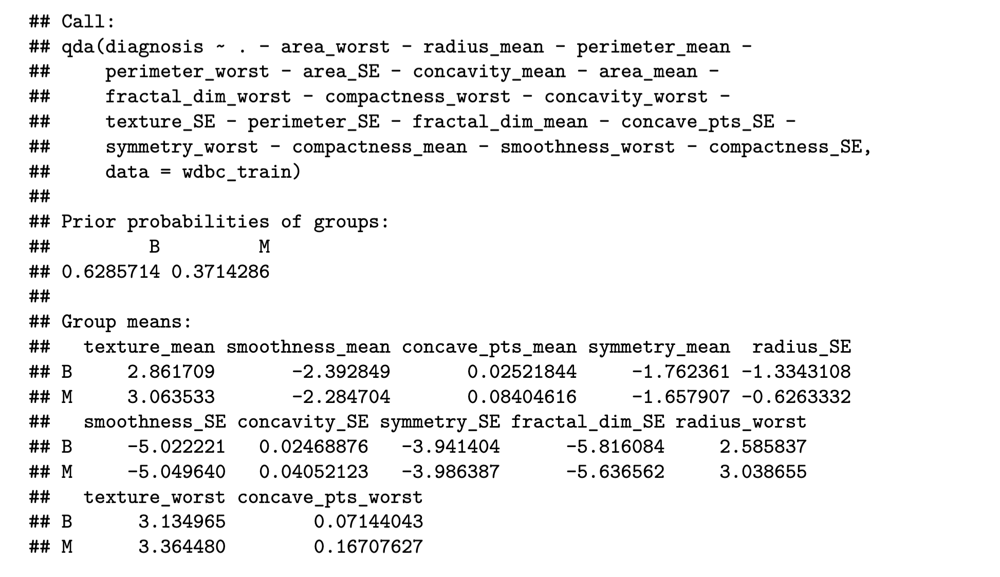 ## Call:
## qda(diagnosis ~ . - area_worst - radius_mean - perimeter_mean -
##     perimeter_worst - area_SE - concavity_mean - area_mean -
##     fractal_dim_worst - compactness_worst - concavity_worst -
##     texture_SE - perimeter_SE - fractal_dim_mean - concave_pts_SE -
##     symmetry_worst - compactness_mean - smoothness_worst - compactness_SE,
##     data = wdbc_train)
##
## Prior probabilities of groups:
##         B         M
## 0.6285714 0.3714286
##
## Group means:
##   texture_mean smoothness_mean concave_pts_mean symmetry_mean  radius_SE
## B     2.861709       -2.392849       0.02521844     -1.762361 -1.3343108
## M     3.063533       -2.284704       0.08404616     -1.657907 -0.6263332
##   smoothness_SE concavity_SE symmetry_SE fractal_dim_SE radius_worst
## B     -5.022221   0.02468876   -3.941404      -5.816084     2.585837
## M     -5.049640   0.04052123   -3.986387      -5.636562     3.038655
##   texture_worst concave_pts_worst
## B      3.134965        0.07144043
## M      3.364480        0.16707627